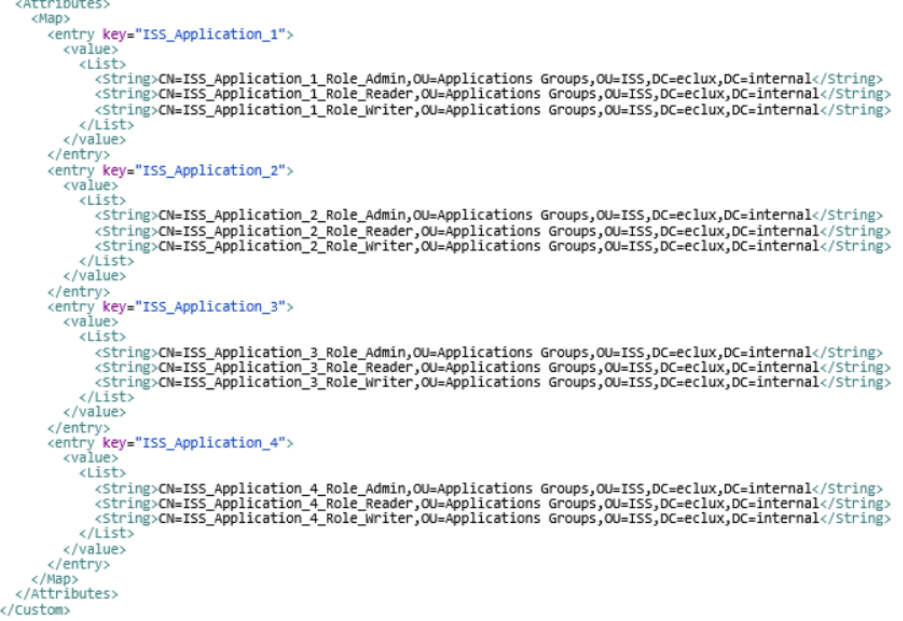 <Attributes>
<Map>
<entry key="ISS_Application_1">
<value>
<List>
<String>CN=ISS_Application_1_Role_Admin,OU=Applications Groups,OU=ISS,DC=eclux,DC=internal</String>
<String>CN=ISS_Application_1_Role_Reader,OU=Applications Groups,OU=ISS,DC=eclux,DC=internal</String>
<String>CN=ISS_Application_1_Role_Writer,OU=Applications Groups,OU=ISS,DC=eclux,DC=internal</String>
</List>
</value>
</entry>
<entry key="ISS_Application_2">
<value>
<List>
<String>CN=ISS_Application_2_Role_Admin,OU=Applications Groups,OU=ISS,DC=eclux,DC=internal</String>
<String>CN=ISS_Application_2_Role_Reader,OU=Applications Groups,OU=ISS,DC=eclux,DC=internal</String>
<String>CN=ISS_Application_2_Role_Writer,OU=Applications Groups,OU=ISS,DC=eclux,DC=internal</String>
</List>
</value>
</entry>
<entry key="ISS_Application_3">
<value>
<List>
<String>CN=ISS_Application_3_Role_Admin,OU=Applications Groups,OU=ISS,DC=eclux,DC=internal</String>
<String>CN=ISS_Application_3_Role_Reader,OU=Applications Groups,OU=ISS,DC=eclux,DC=internal</String>
<String>CN=ISS_Application_3_Role_Writer,OU=Applications Groups,OU=ISS,DC=eclux,DC=internal</String>
</List>
</value>
</entry>
<entry key="ISS_Application_4">
<value>
<List>
<String>CN=ISS_Application_4_Role_Admin,OU=Applications Groups,OU=ISS,DC=eclux,DC=internal</String>
<String>CN=ISS_Application_4_Role_Reader,OU=Applications Groups,OU=ISS,DC=eclux,DC=internal</String>
<String>CN=ISS_Application_4_Role_Writer,OU=Applications Groups,OU=ISS,DC=eclux,DC=internal</String>
</List>
</value>
</entry>
</Map>
</Attributes>
</Custom>